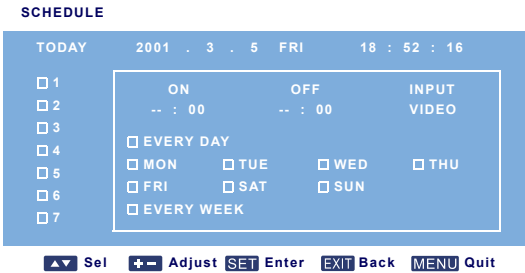 SCHEDULE
TODAY 2001 . 3 . 5 FRI 18 : 52 : 16
1
2
3
4
5
6
7
ON OFF INPUT
-- : 00 -- : 00 VIDEO
EVERY DAY
MON TUE WED THU
FRI SAT SUN
EVERY WEEK
Sel + - Adjust SET Enter EXIT Back MENU Quit